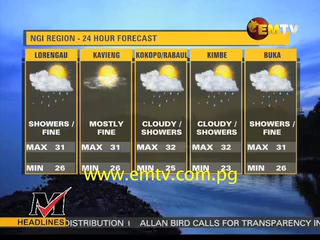 NGI REGION - 24 HOUR FORECAST
EMTV
LORENGAU KAVIENG KOKOPO/RABAUL KIMBE BUKA
SHOWERS / FINE
MOSTLY FINE
CLOUDY / SHOWERS
CLOUDY / SHOWERS
SHOWERS / FINE
MAX 31 MAX 31 MAX 32 MAX 32 MAX 31
MIN 26 MIN 26 MIN 25 MIN 23 MIN 26
www.emtv.com.pg
HEADLINES DISTRIBUTION ALLAN BIRD CALLS FOR TRANSPARENCY IN